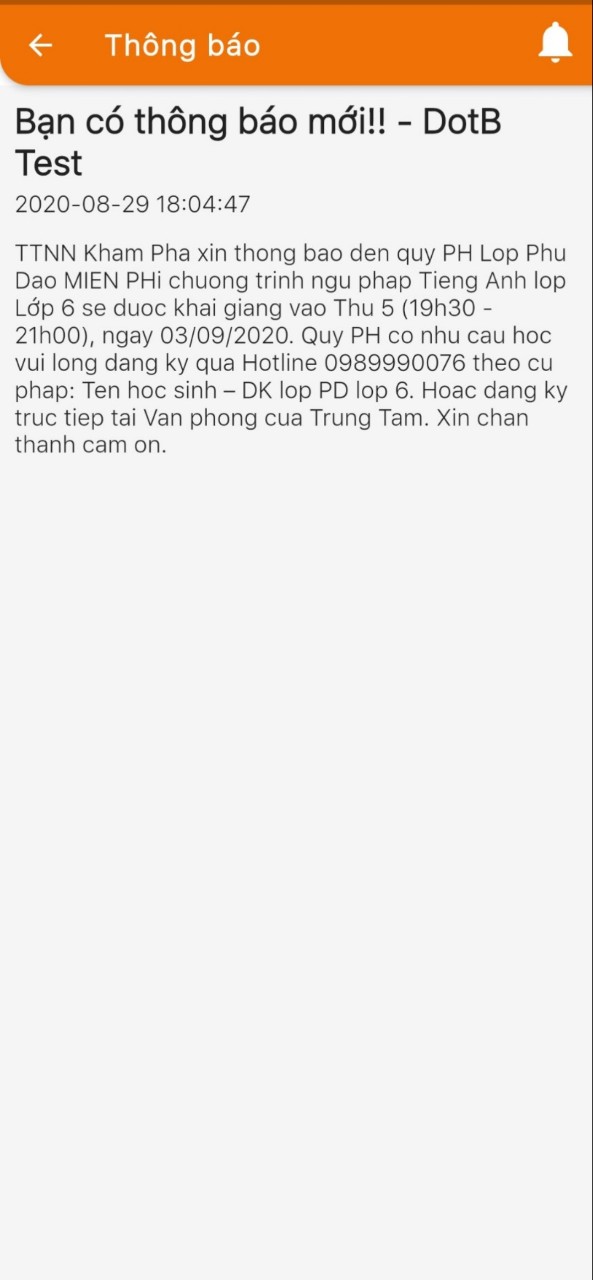 Thông báo
Bạn có thông báo mới!! - DotB
Test
2020-08-29 18:04:47
TTNN Kham Pha xin thong bao den quy PH Lop Phu
Dao MIEN PHi chuong trinh ngu phap Tieng Anh lop
Lớp 6 se duoc khai giang vao Thu 5 (19h30 -
21h00), ngay 03/09/2020. Quy PH co nhu cau hoc
vui long dang ky qua Hotline 0989990076 theo cu
phap: Ten hoc sinh – DK lop PD lop 6. Hoac dang ky
truc tiep tai Van phong cua Trung Tam. Xin chan
thanh cam on.